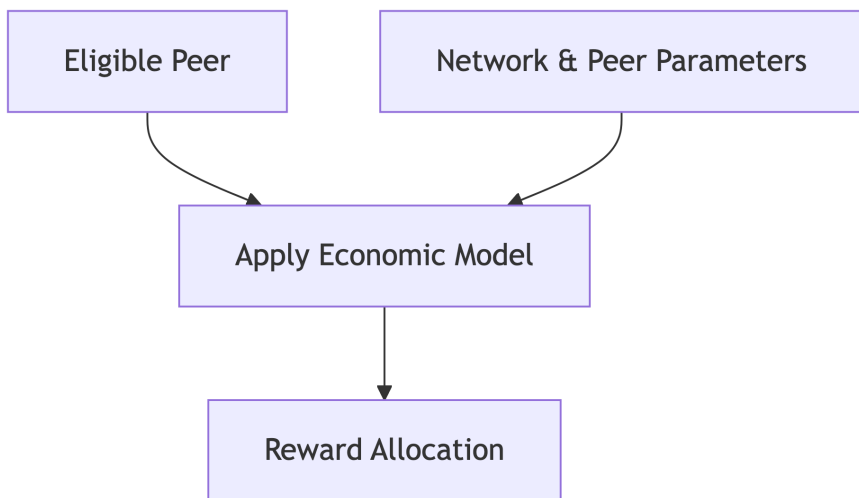 Eligible Peer
Network & Peer Parameters
Apply Economic Model
Reward Allocation